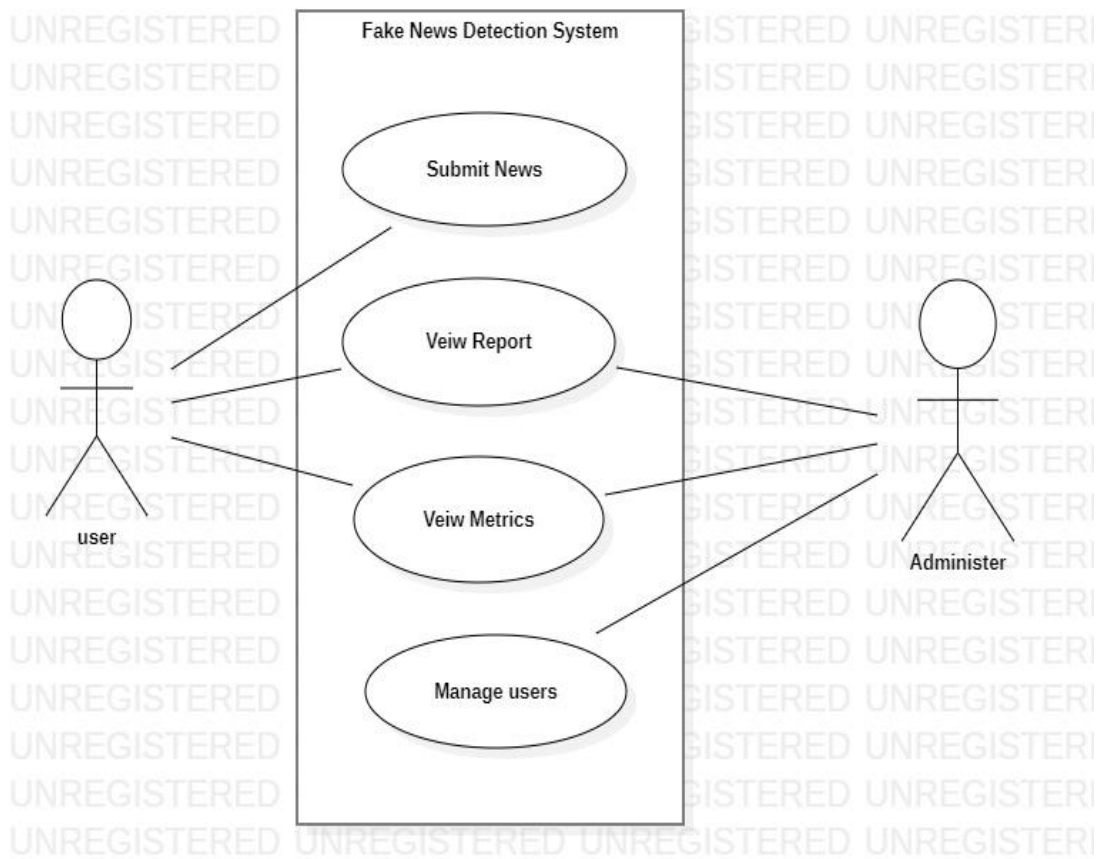 Fake News Detection System
Submit News
Veiw Report
Veiw Metrics
user
Administer
Manage users
UNREGISTERED